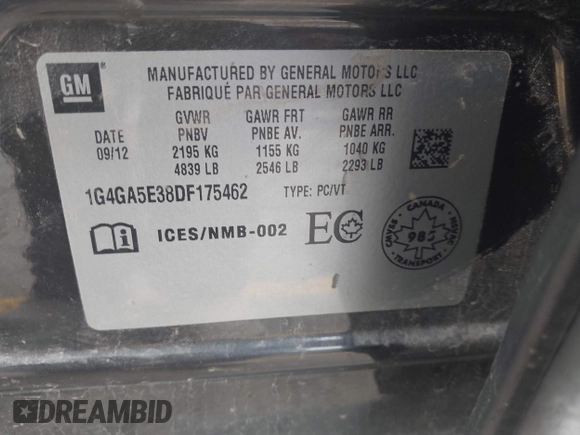 GM
MANUFACTURED BY GENERAL MOTORS LLC
FABRIQUÉ PAR GENERAL MOTORS LLC
GVWR GAWR FRT GAWR RR
DATE PNBV PNBE AV. PNBE ARR.
09/12 2195 KG 1155 KG 1040 KG
4839 LB 2546 LB 2293 LB
1G4GA5E38DF175462 TYPE: PC/VT
ICES/NMB-002 EC
CANADA
TRANSPORT
DREAMBID